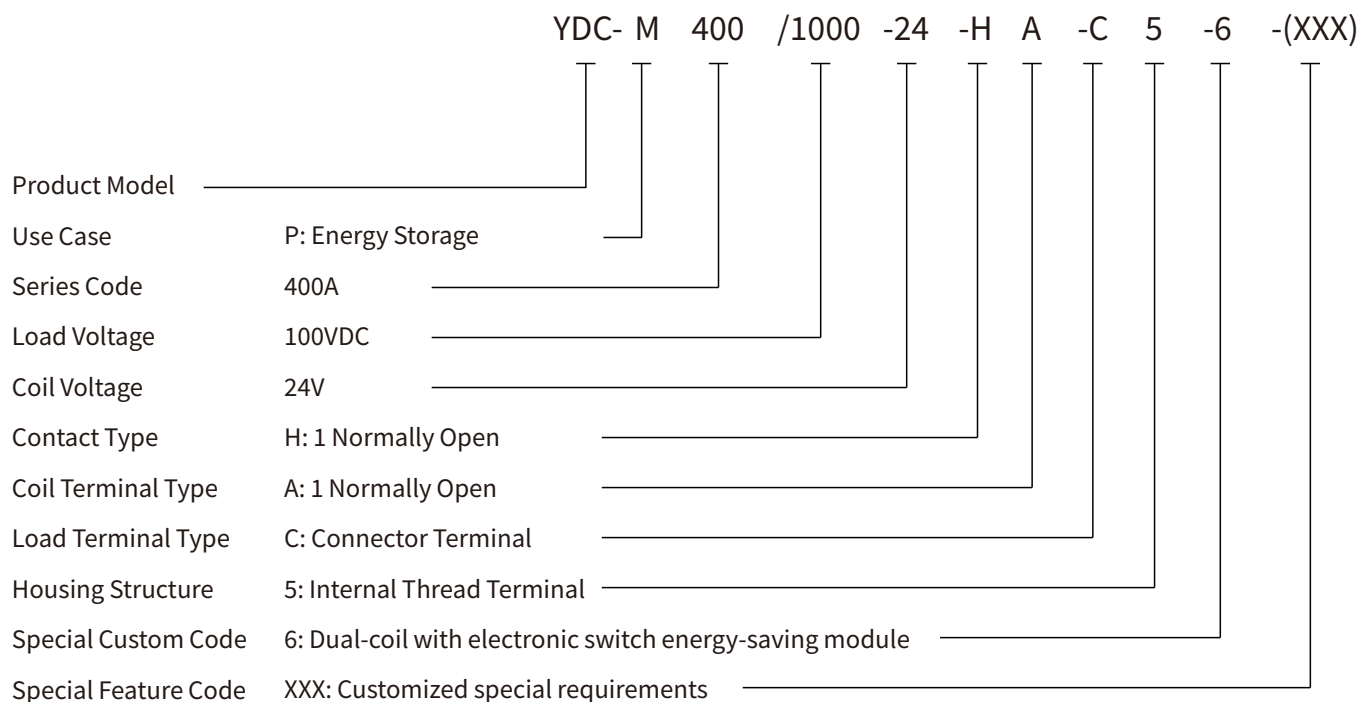 YDC- M 400 /1000 -24 -H A -C 5 -6 -(XXX)
Product Model
Use Case P: Energy Storage
Series Code 400A
Load Voltage 100VDC
Coil Voltage 24V
Contact Type H: 1 Normally Open
Coil Terminal Type A: 1 Normally Open
Load Terminal Type C: Connector Terminal
Housing Structure 5: Internal Thread Terminal
Special Custom Code 6: Dual-coil with electronic switch energy-saving module
Special Feature Code XXX: Customized special requirements